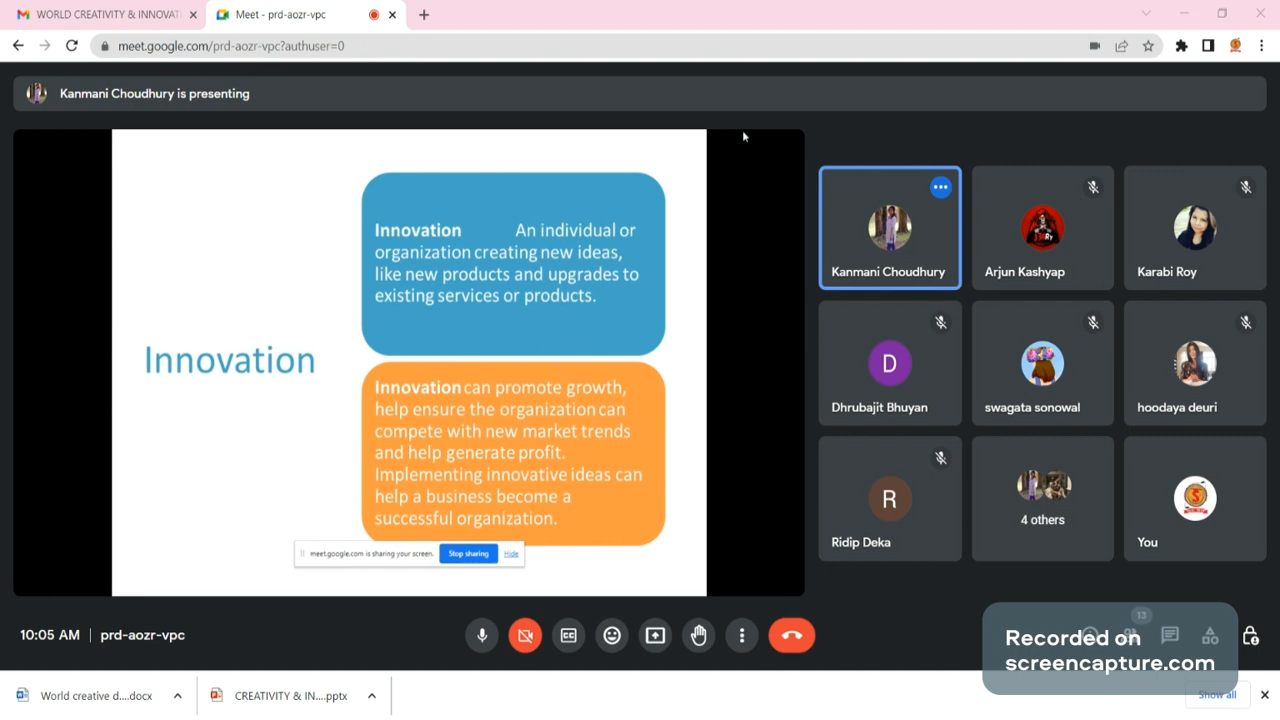 WORLD CREATIVITY & INNOVAT
Meet - prd-aozr-vpc
meet.google.com/prd-aozr-vpc?authuser=0
Kanmani Choudhury is presenting
Innovation
Innovation An individual or
organization creating new ideas,
like new products and upgrades to
existing services or products.
Innovation can promote growth,
help ensure the organization can
compete with new market trends
and help generate profit.
Implementing innovative ideas can
help a business become a
successful organization.
meet.google.com is sharing your screen.
Stop sharing
Hide
Kanmani Choudhury
Arjun Kashyap
Karabi Roy
D
Dhrubajit Bhuyan
swagata sonowal
hoodaya deuri
R
Ridip Deka
4 others
You
10:05 AM | prd-aozr-vpc
13
Recorded on
screencapture.com
World creative d....docx
CREATIVITY & IN....pptx
Show all